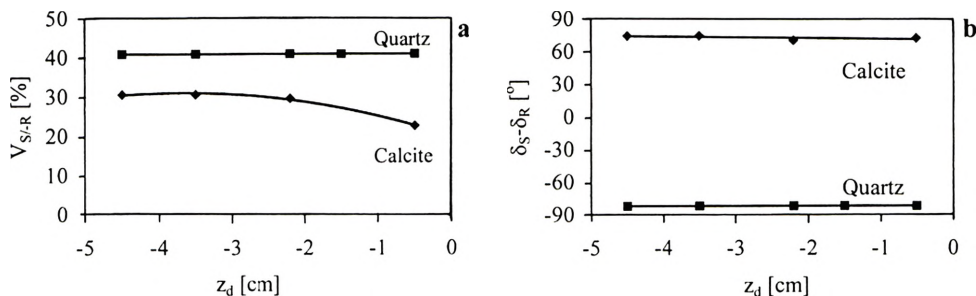 50
40
30
20
10
0
V_S/-R [%]
Quartz
Calcite
a
-5 -4 -3 -2 -1 0
z_d [cm]
90
60
30
0
-30
-60
-90
δ_S-δ_R [°]
Calcite
Quartz
b
-5 -4 -3 -2 -1 0
z_d [cm]